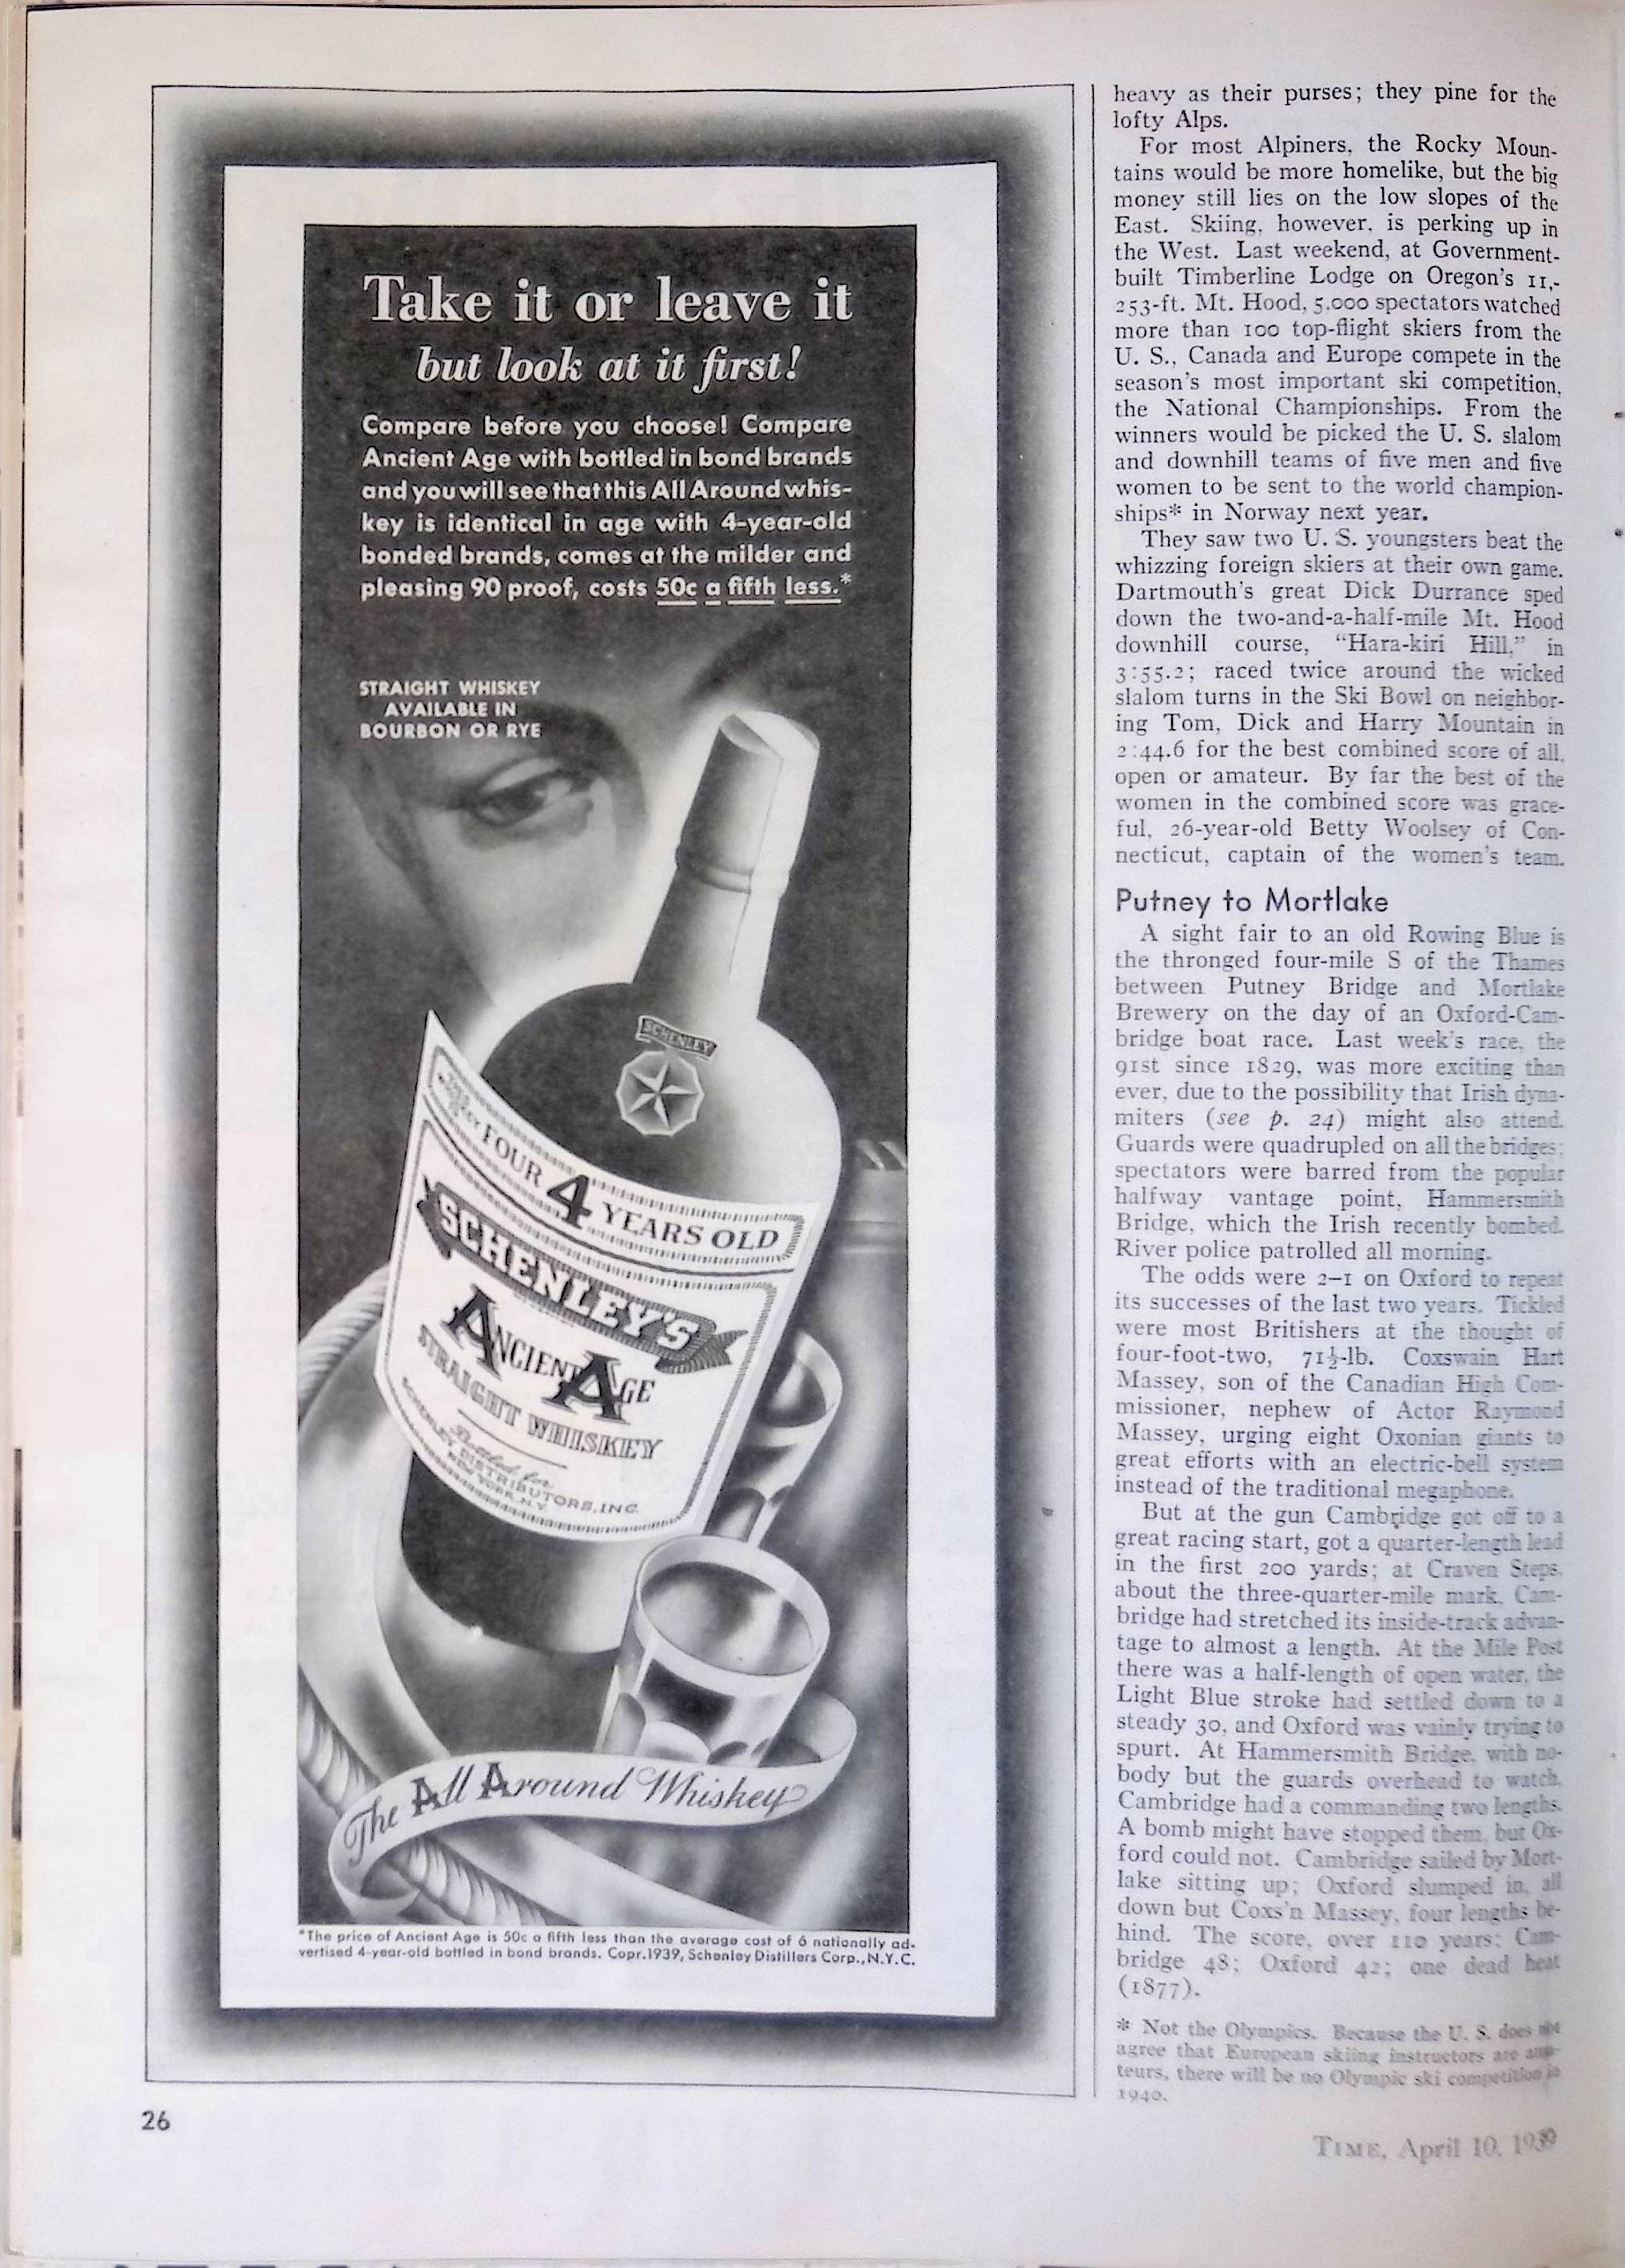 Take it or leave it
but look at it first!
Compare before you choose! Compare
Ancient Age with bottled in bond brands
and you will see that this All Around whis-
key is identical in age with 4-year-old
bonded brands, comes at the milder and
pleasing 90 proof, costs 50c a fifth less.*
STRAIGHT WHISKEY
AVAILABLE IN
BOURBON OR RYE
SCHENLEY
FOUR 4 YEARS OLD
SCHENLEY'S
ANCIENT AGE
STRAIGHT WHISKEY
Bottled for
SCHENLEY DISTRIBUTORS, INC.
NEW YORK, N.Y.
The All Around Whiskey
*The price of Ancient Age is 50c a fifth less than the average cost of 6 nationally ad-
vertised 4-year-old bottled in bond brands. Copr. 1939, Schenley Distillers Corp., N.Y.C.
26
heavy as their purses; they pine for the
lofty Alps.
For most Alpiners, the Rocky Moun-
tains would be more homelike, but the big
money still lies on the low slopes of the
East. Skiing, however, is perking up in
the West. Last weekend, at Government-
built Timberline Lodge on Oregon's 11,-
253-ft. Mt. Hood, 5,000 spectators watched
more than 100 top-flight skiers from the
U. S., Canada and Europe compete in the
season's most important ski competition,
the National Championships. From the
winners would be picked the U. S. slalom
and downhill teams of five men and five
women to be sent to the world champion-
ships* in Norway next year.
They saw two U. S. youngsters beat the
whizzing foreign skiers at their own game.
Dartmouth's great Dick Durrance sped
down the two-and-a-half-mile Mt. Hood
downhill course, "Hara-kiri Hill," in
3:55.2; raced twice around the wicked
slalom turns in the Ski Bowl on neighbor-
ing Tom, Dick and Harry Mountain in
2:44.6 for the best combined score of all,
open or amateur. By far the best of the
women in the combined score was grace-
ful, 26-year-old Betty Woolsey of Con-
necticut, captain of the women's team.
Putney to Mortlake
A sight fair to an old Rowing Blue is
the thronged four-mile S of the Thames
between Putney Bridge and Mortlake
Brewery on the day of an Oxford-Cam-
bridge boat race. Last week's race, the
91st since 1829, was more exciting than
ever, due to the possibility that Irish dyna-
miters (see p. 24) might also attend.
Guards were quadrupled on all the bridges;
spectators were barred from the popular
halfway vantage point, Hammersmith
Bridge, which the Irish recently bombed.
River police patrolled all morning.
The odds were 2–1 on Oxford to repeat
its successes of the last two years. Tickled
were most Britishers at the thought of
four-foot-two, 71½-lb. Coxswain Hart
Massey, son of the Canadian High Com-
missioner, nephew of Actor Raymond
Massey, urging eight Oxonian giants to
great efforts with an electric-bell system
instead of the traditional megaphone.
But at the gun Cambridge got off to a
great racing start, got a quarter-length lead
in the first 200 yards; at Craven Steps,
about the three-quarter-mile mark, Cam-
bridge had stretched its inside-track advan-
tage to almost a length. At the Mile Post
there was a half-length of open water, the
Light Blue stroke had settled down to a
steady 30, and Oxford was vainly trying to
spurt. At Hammersmith Bridge, with no-
body but the guards overhead to watch,
Cambridge had a commanding two lengths.
A bomb might have stopped them, but Ox-
ford could not. Cambridge sailed by Mort-
lake sitting up; Oxford slumped in, all
down but Coxs'n Massey, four lengths be-
hind. The score, over 110 years: Cam-
bridge 48; Oxford 42; one dead heat
(1877).
* Not the Olympics. Because the U. S. does not
agree that European skiing instructors are ama-
teurs, there will be no Olympic ski competition in
1940.
TIME, April 10, 1939